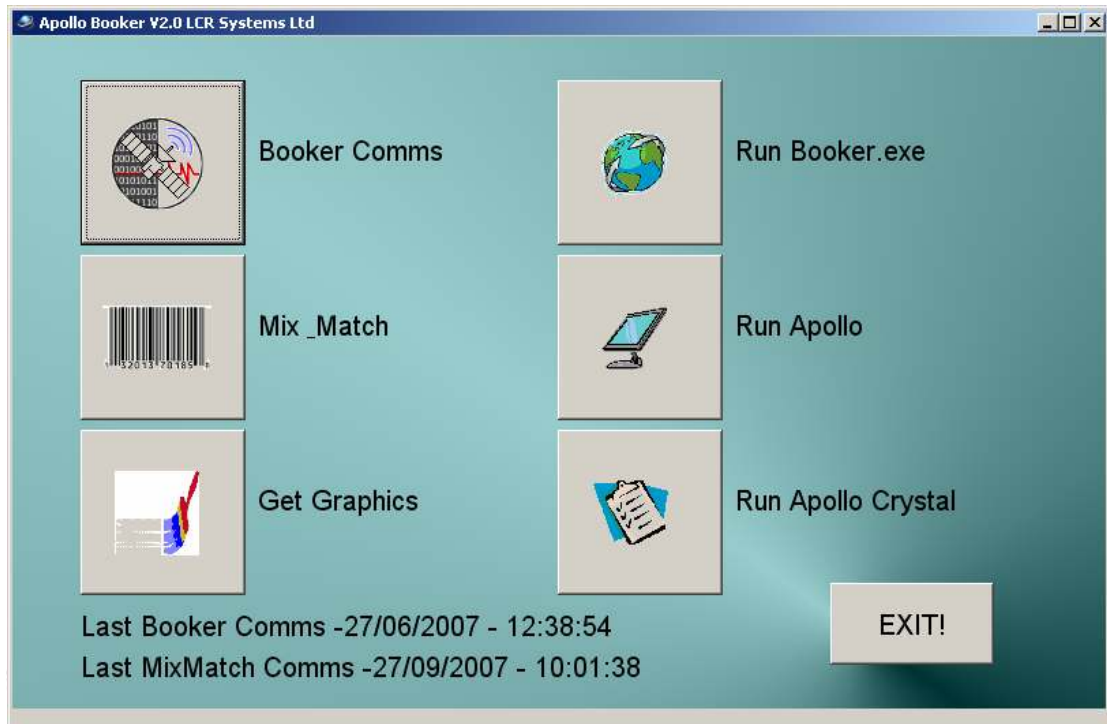 Apollo Booker V2.0 LCR Systems Ltd
Booker Comms
Run Booker.exe
Mix _Match
Run Apollo
Get Graphics
Run Apollo Crystal
Last Booker Comms -27/06/2007 - 12:38:54
EXIT!
Last MixMatch Comms -27/09/2007 - 10:01:38